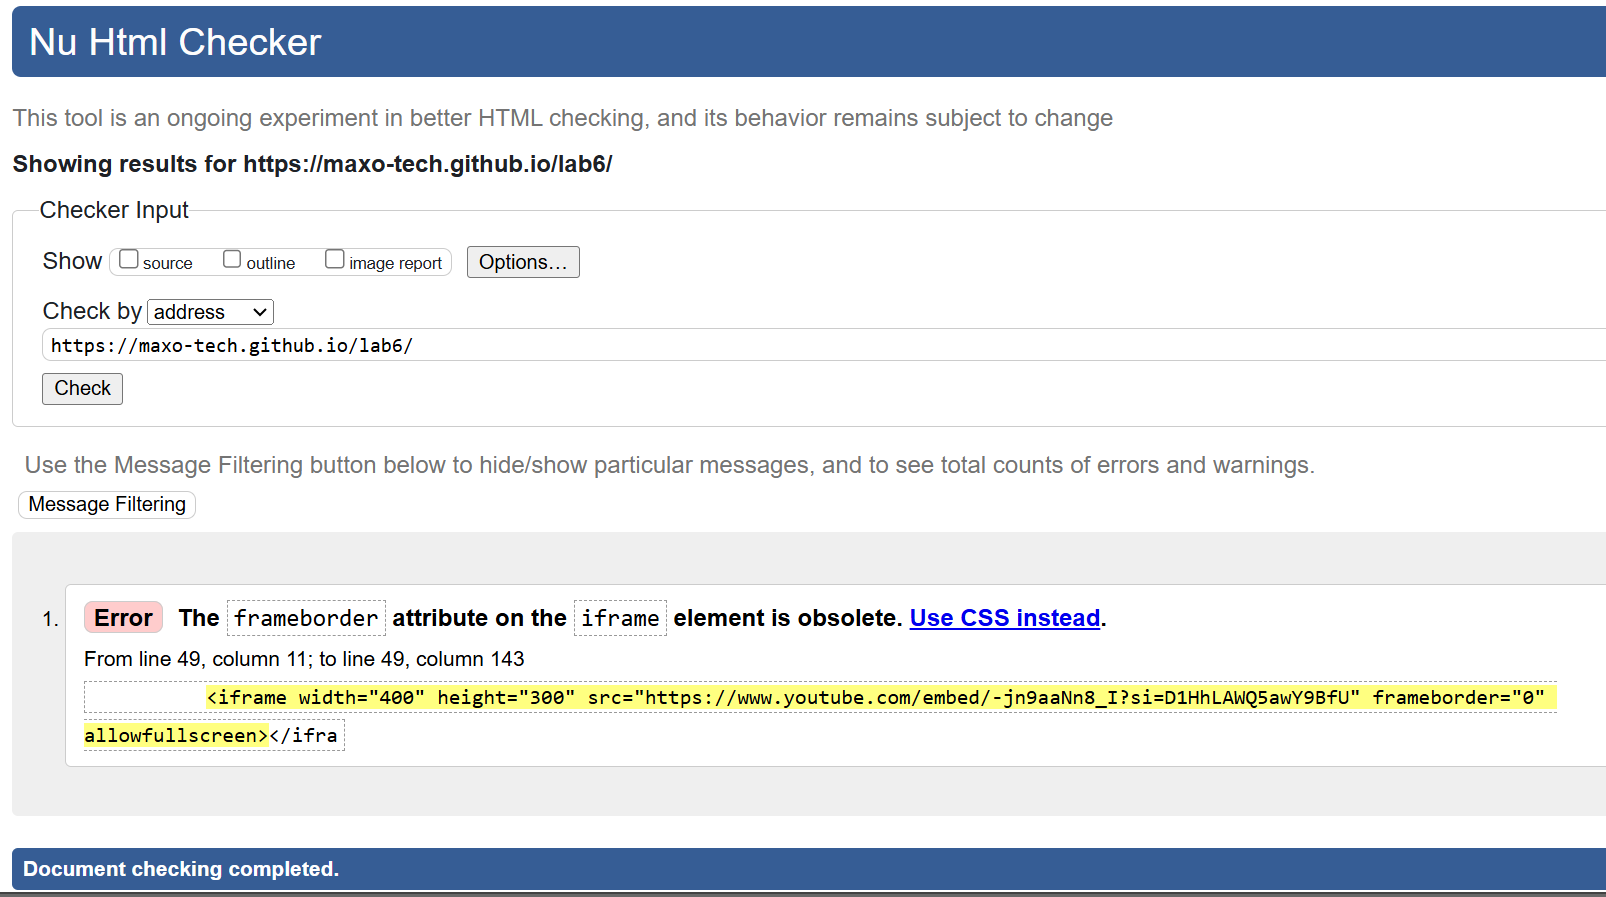 Nu Html Checker
This tool is an ongoing experiment in better HTML checking, and its behavior remains subject to change
Showing results for https://maxo-tech.github.io/lab6/
Checker Input
Show source outline image report Options...
Check by address
https://maxo-tech.github.io/lab6/
Check
Use the Message Filtering button below to hide/show particular messages, and to see total counts of errors and warnings.
Message Filtering
1. Error The frameborder attribute on the iframe element is obsolete. Use CSS instead.
From line 49, column 11; to line 49, column 143
<iframe width="400" height="300" src="https://www.youtube.com/embed/-jn9aaNn8_I?si=D1HhLAWQ5awY9BfU" frameborder="0"
allowfullscreen></ifra
Document checking completed.